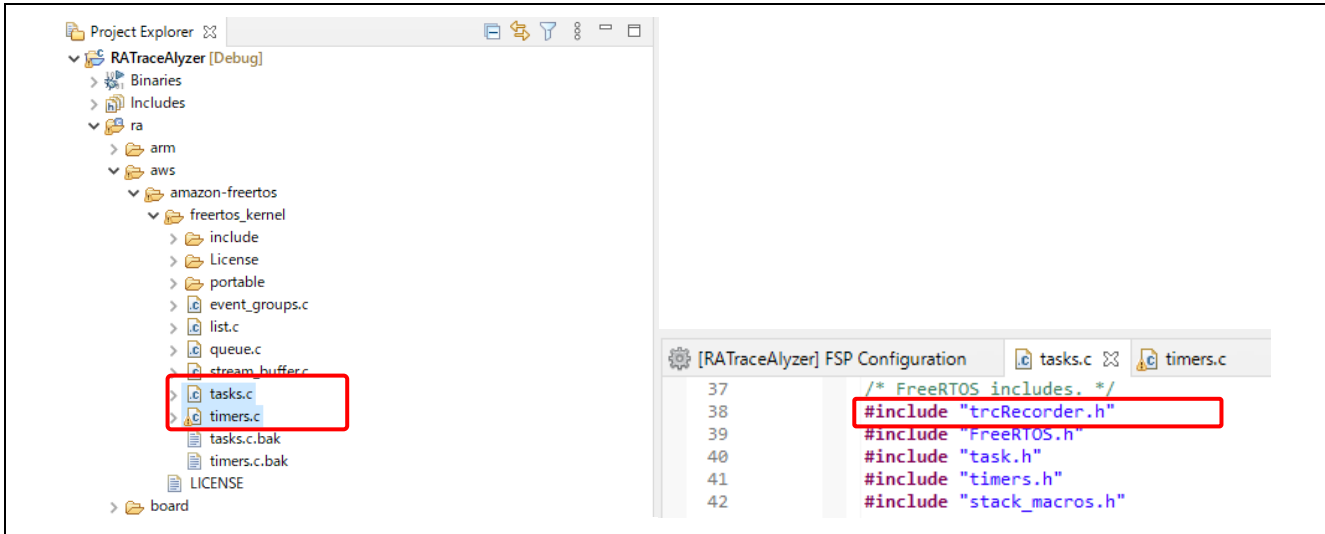 Project Explorer
RATraceAlyzer [Debug]
Binaries
Includes
ra
arm
aws
amazon-freertos
freertos_kernel
include
License
portable
event_groups.c
list.c
queue.c
stream_buffer.c
tasks.c
timers.c
tasks.c.bak
timers.c.bak
LICENSE
board
[RATraceAlyzer] FSP Configuration tasks.c timers.c
37 /* FreeRTOS includes. */
38 #include "trcRecorder.h"
39 #include "FreeRTOS.h"
40 #include "task.h"
41 #include "timers.h"
42 #include "stack_macros.h"